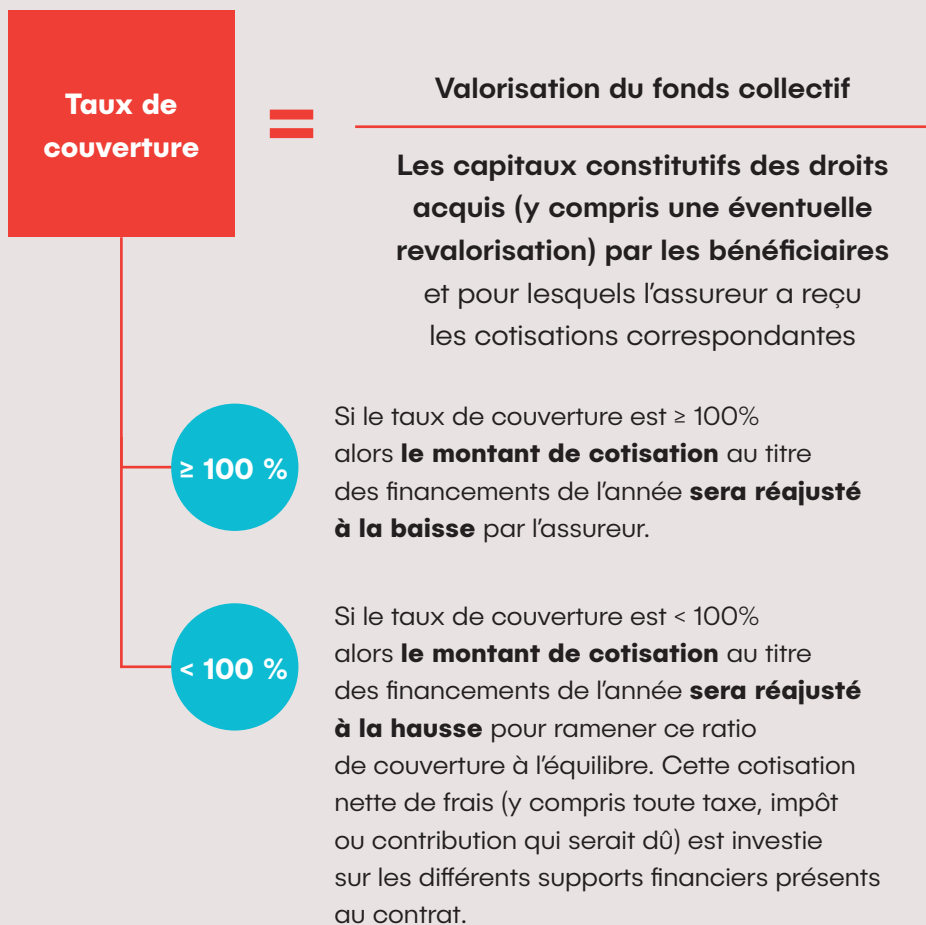 Taux de
couverture
=
Valorisation du fonds collectif
Les capitaux constitutifs des droits
acquis (y compris une éventuelle
revalorisation) par les bénéficiaires
et pour lesquels l’assureur a reçu
les cotisations correspondantes
≥ 100 %
Si le taux de couverture est ≥ 100%
alors le montant de cotisation au titre
des financements de l’année sera réajusté
à la baisse par l’assureur.
< 100 %
Si le taux de couverture est < 100%
alors le montant de cotisation au titre
des financements de l’année sera réajusté
à la hausse pour ramener ce ratio
de couverture à l’équilibre. Cette cotisation
nette de frais (y compris toute taxe, impôt
ou contribution qui serait dû) est investie
sur les différents supports financiers présents
au contrat.